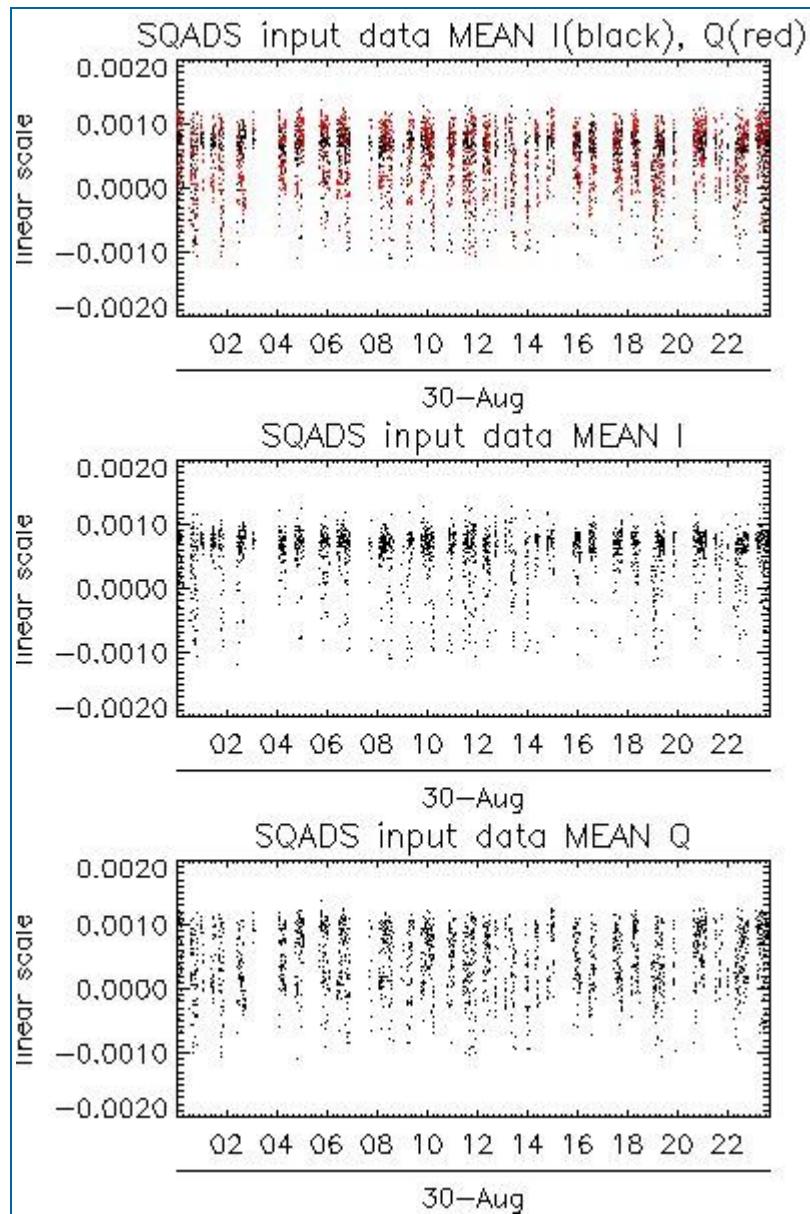 SQADS input data MEAN I(black), Q(red)
0.0020
0.0010
0.0000
−0.0010
−0.0020
linear scale
02 04 06 08 10 12 14 16 18 20 22
30−Aug
SQADS input data MEAN I
0.0020
0.0010
0.0000
−0.0010
−0.0020
linear scale
02 04 06 08 10 12 14 16 18 20 22
30−Aug
SQADS input data MEAN Q
0.0020
0.0010
0.0000
−0.0010
−0.0020
linear scale
02 04 06 08 10 12 14 16 18 20 22
30−Aug